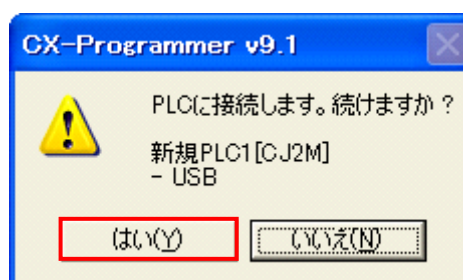 CX-Programmer v9.1
PLCに接続します。続けますか？
新規PLC1[CJ2M]
- USB
はい(Y)
いいえ(N)